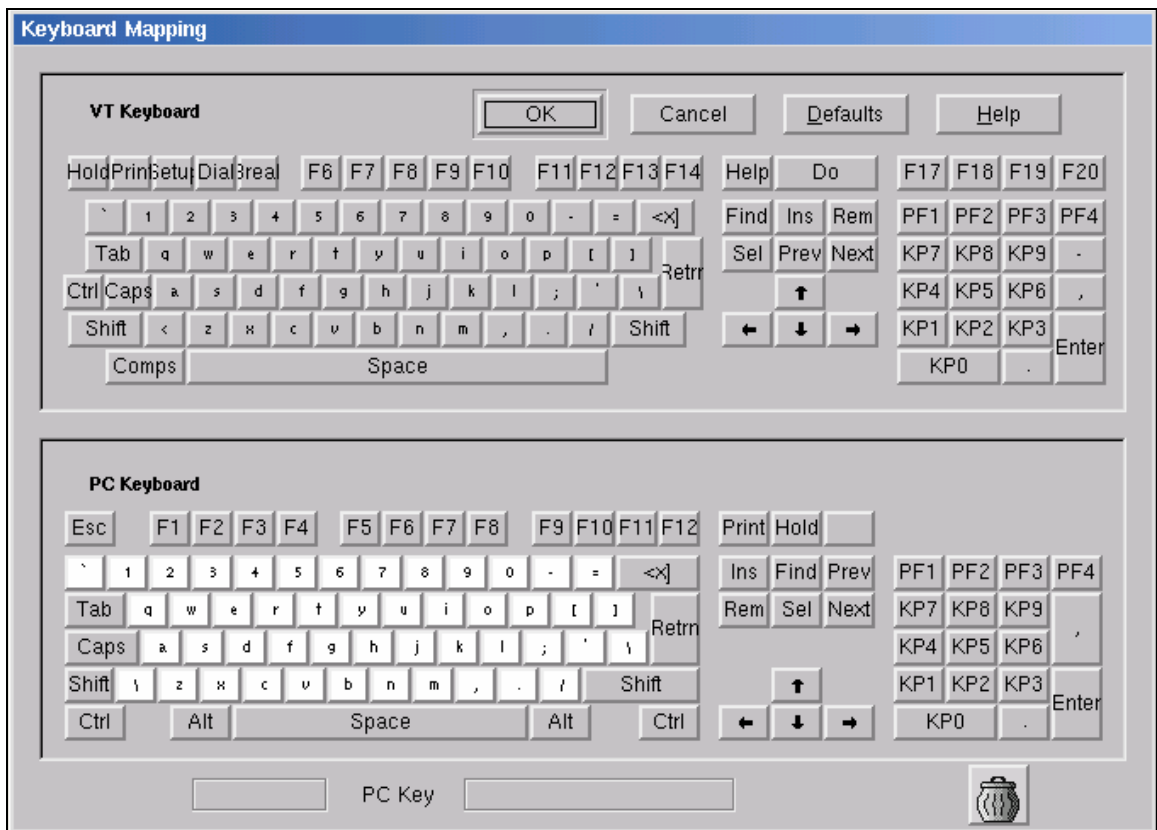 Keyboard Mapping
VT Keyboard OK Cancel Defaults Help
Hold Prin Setu Dial Break F6 F7 F8 F9 F10 F11 F12 F13 F14 Help Do F17 F18 F19 F20
` 1 2 3 4 5 6 7 8 9 0 - = <x] Find Ins Rem PF1 PF2 PF3 PF4
Tab q w e r t y u i o p [ ] Retrn Sel Prev Next KP7 KP8 KP9 -
Ctrl Caps a s d f g h j k l ; ' \ ↑ KP4 KP5 KP6 ,
Shift < z x c v b n m , . / Shift ← ↓ → KP1 KP2 KP3 Enter
Comps Space KP0 .
PC Keyboard
Esc F1 F2 F3 F4 F5 F6 F7 F8 F9 F10 F11 F12 Print Hold
` 1 2 3 4 5 6 7 8 9 0 - = <x] Ins Find Prev PF1 PF2 PF3 PF4
Tab q w e r t y u i o p [ ] Retrn Rem Sel Next KP7 KP8 KP9 ,
Caps a s d f g h j k l ; ' \ KP4 KP5 KP6
Shift \ z x c v b n m , . / Shift ↑ KP1 KP2 KP3 Enter
Ctrl Alt Space Alt Ctrl ← ↓ → KP0 .
PC Key